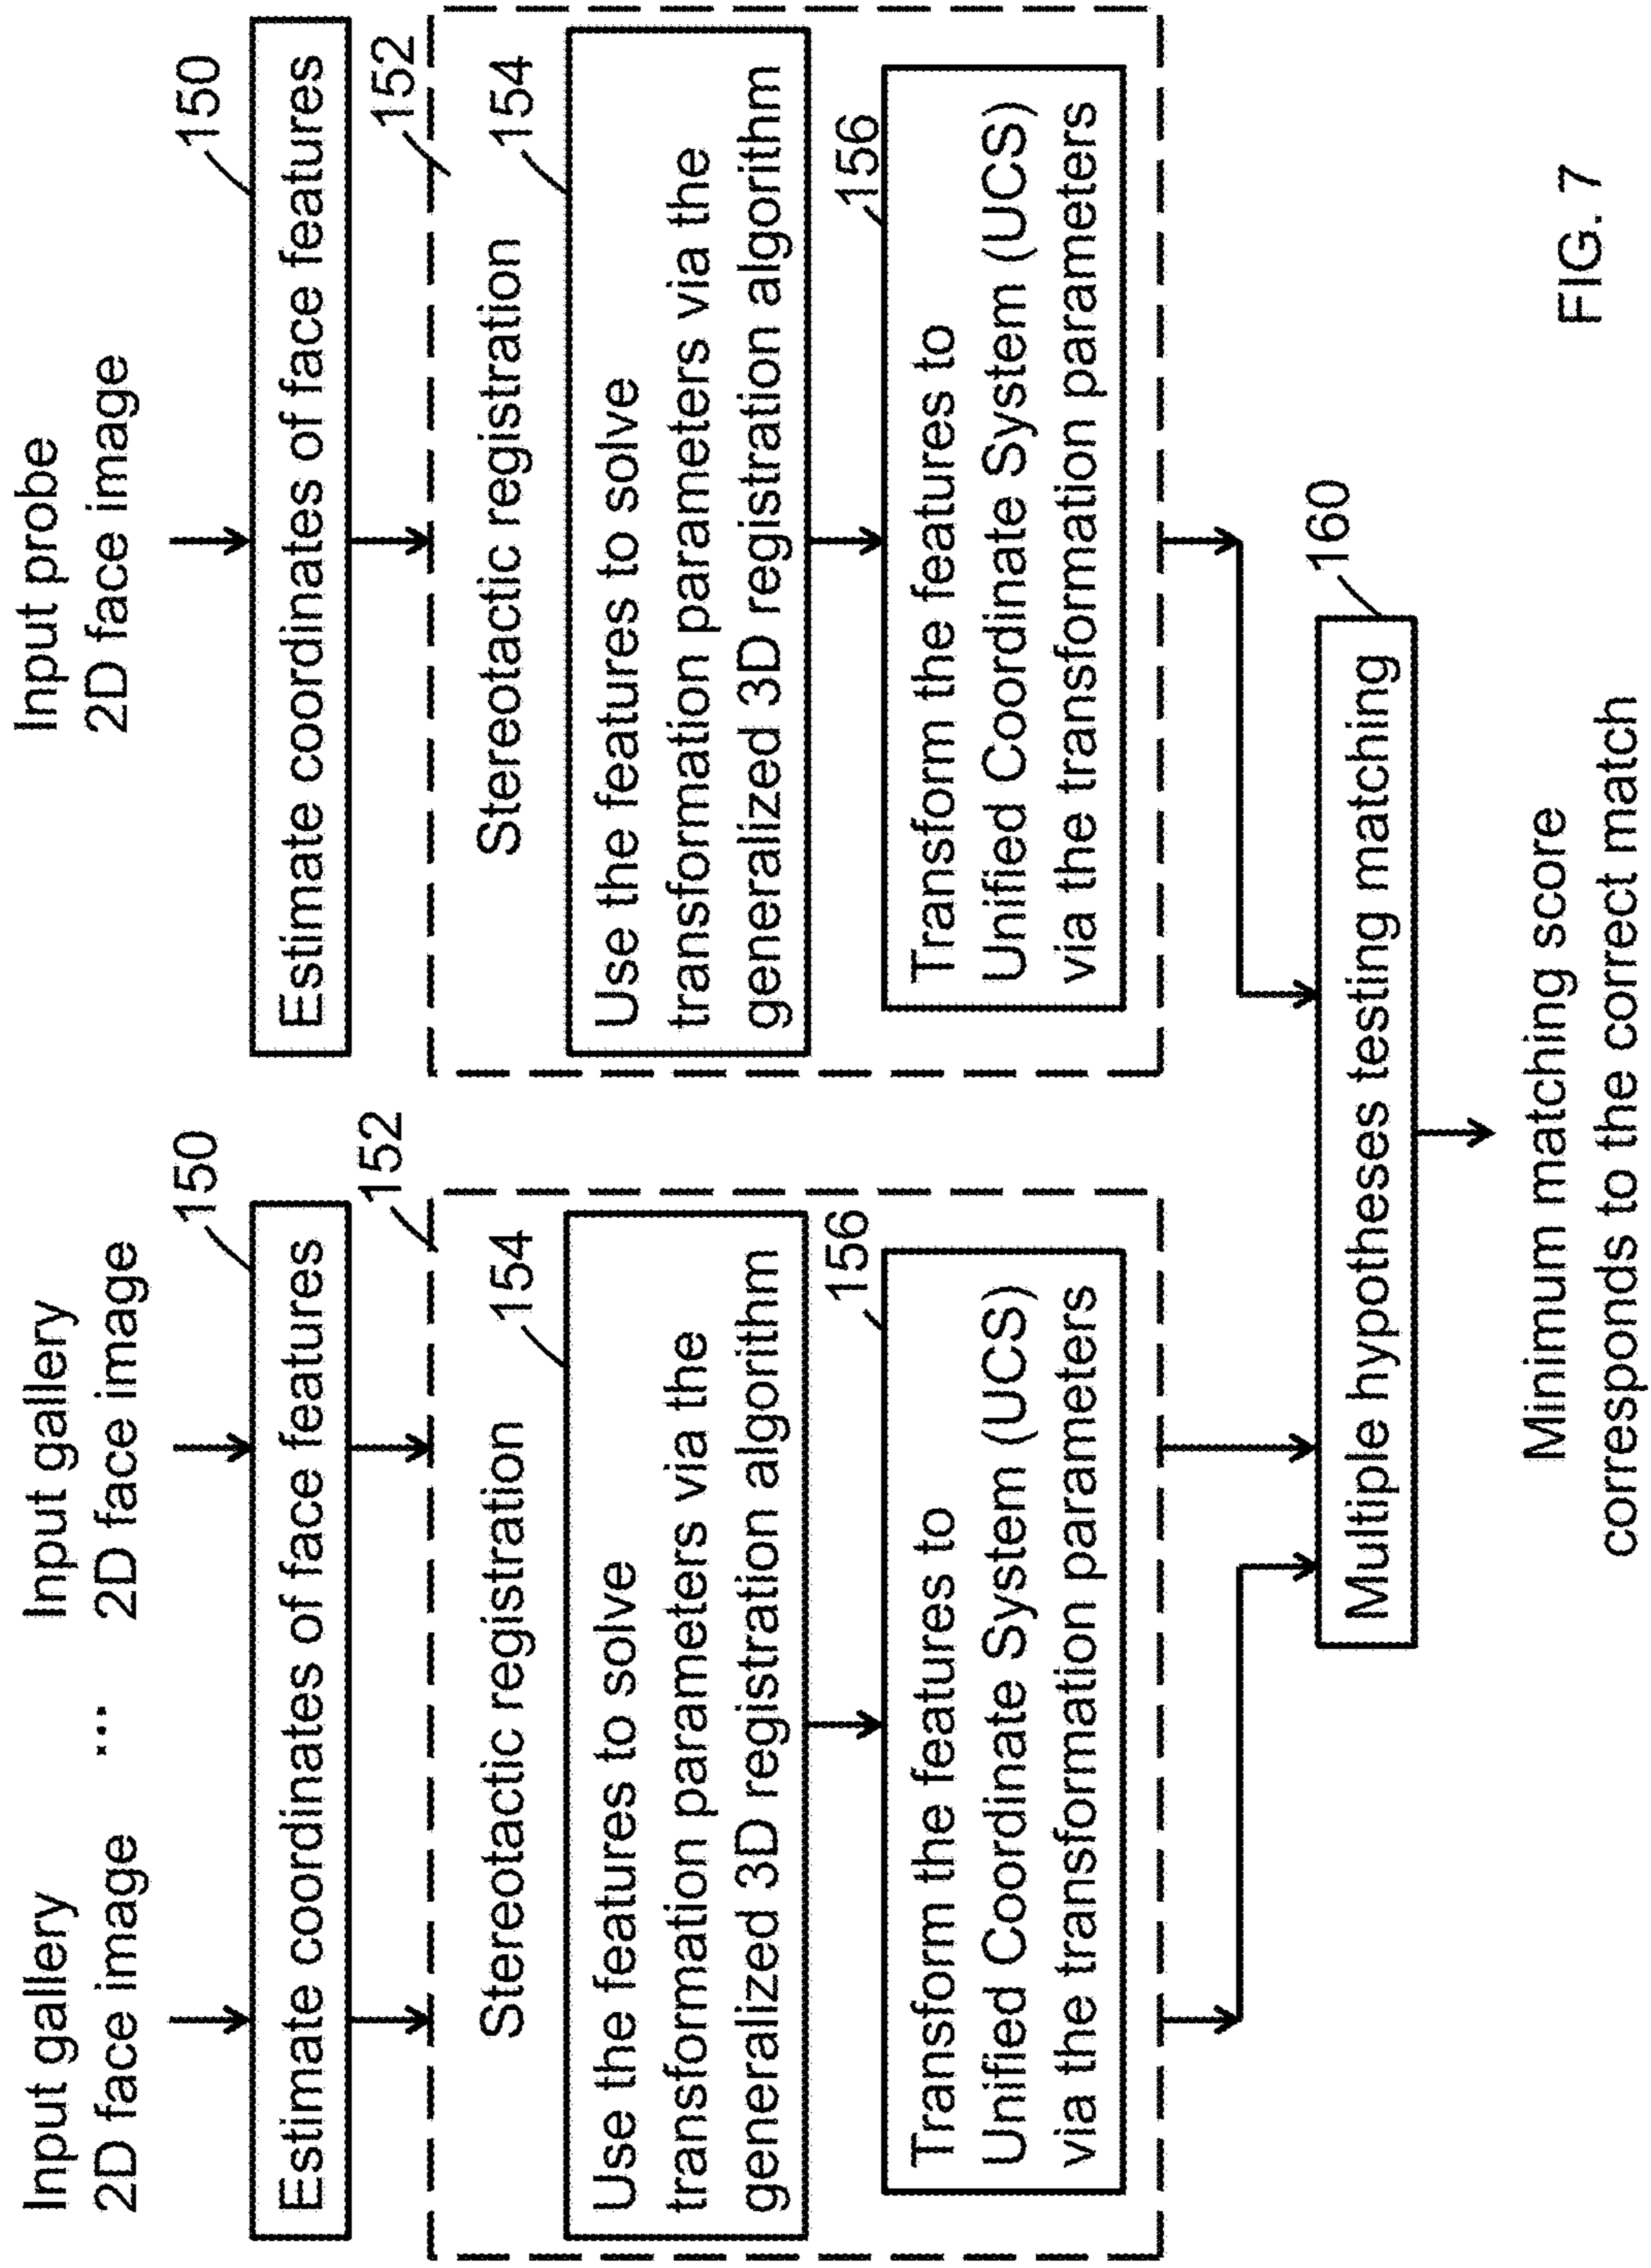 Input gallery
2D face image
...
Input gallery
2D face image
150
Estimate coordinates of face features
152
Stereotactic registration
154
Use the features to solve
transformation parameters via the
generalized 3D registration algorithm
156
Transform the features to
Unified Coordinate System (UCS)
via the transformation parameters
Input probe
2D face image
150
Estimate coordinates of face features
152
Stereotactic registration
154
Use the features to solve
transformation parameters via the
generalized 3D registration algorithm
156
Transform the features to
Unified Coordinate System (UCS)
via the transformation parameters
160
Multiple hypotheses testing matching
Minimum matching score
corresponds to the correct match
FIG. 7